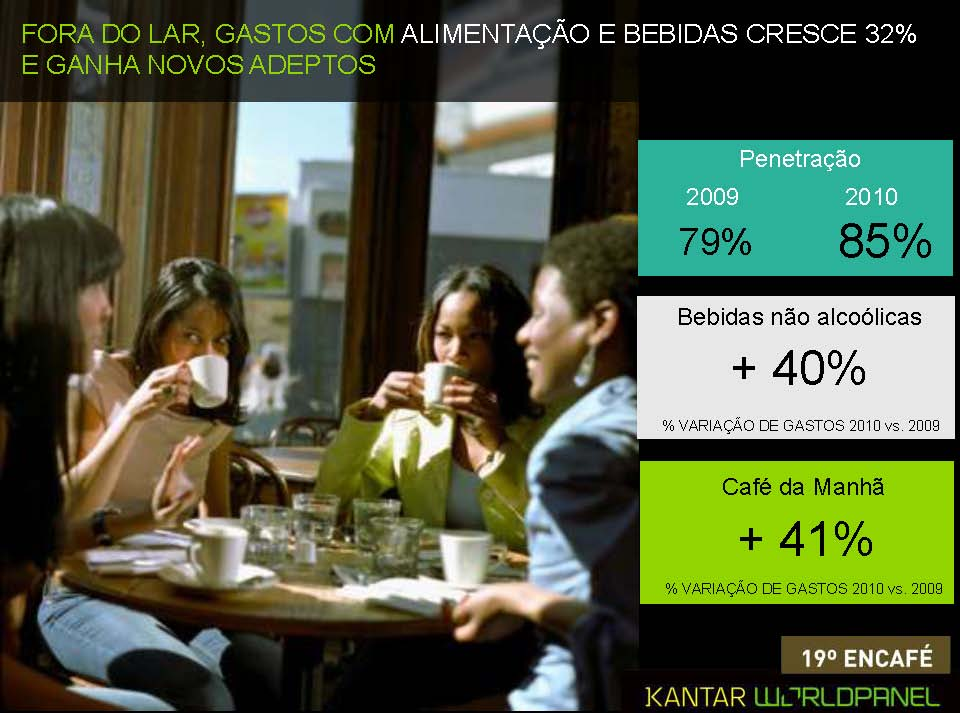 FORA DO LAR, GASTOS COM ALIMENTAÇÃO E BEBIDAS CRESCE 32%
E GANHA NOVOS ADEPTOS
Penetração
2009 2010
79% 85%
Bebidas não alcoólicas
+ 40%
% VARIAÇÃO DE GASTOS 2010 vs. 2009
Café da Manhã
+ 41%
% VARIAÇÃO DE GASTOS 2010 vs. 2009
19º ENCAFÉ
KANTAR WORLDPANEL